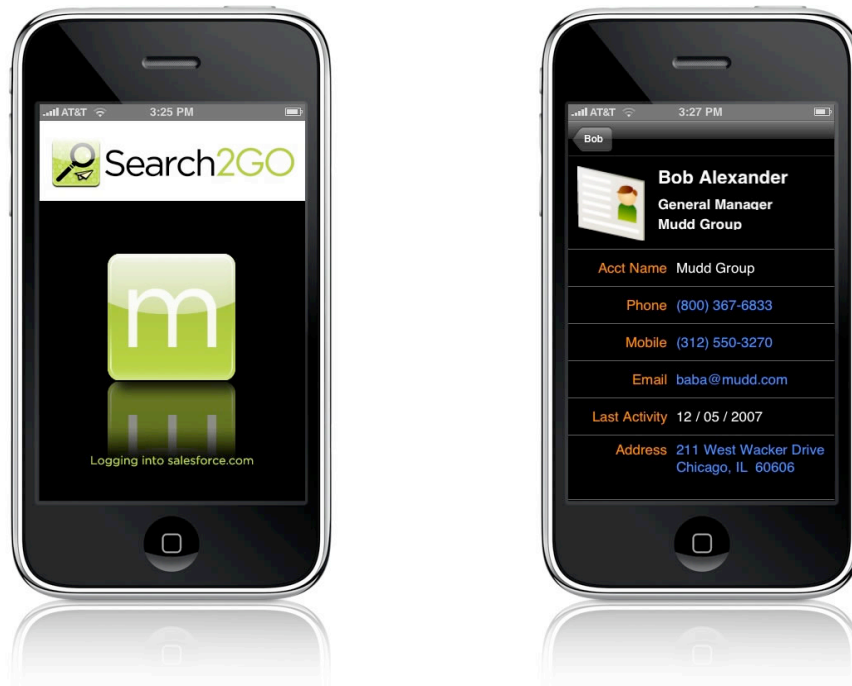 AT&T 3:25 PM
Search2GO
m
Logging into salesforce.com
AT&T 3:27 PM
Bob
Bob Alexander
General Manager
Mudd Group
Acct Name Mudd Group
Phone (800) 367-6833
Mobile (312) 550-3270
Email baba@mudd.com
Last Activity 12 / 05 / 2007
Address 211 West Wacker Drive
Chicago, IL 60606